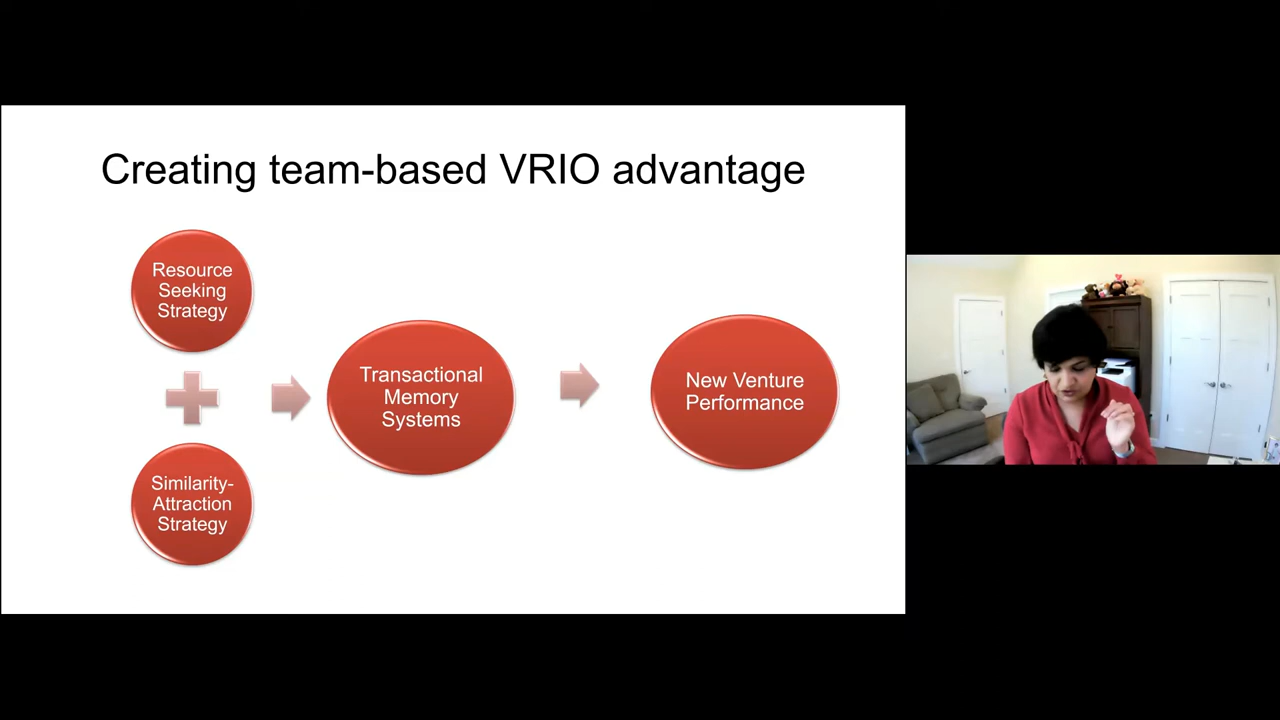 Creating team-based VRIO advantage
Resource
Seeking
Strategy
Similarity-
Attraction
Strategy
Transactional
Memory
Systems
New Venture
Performance